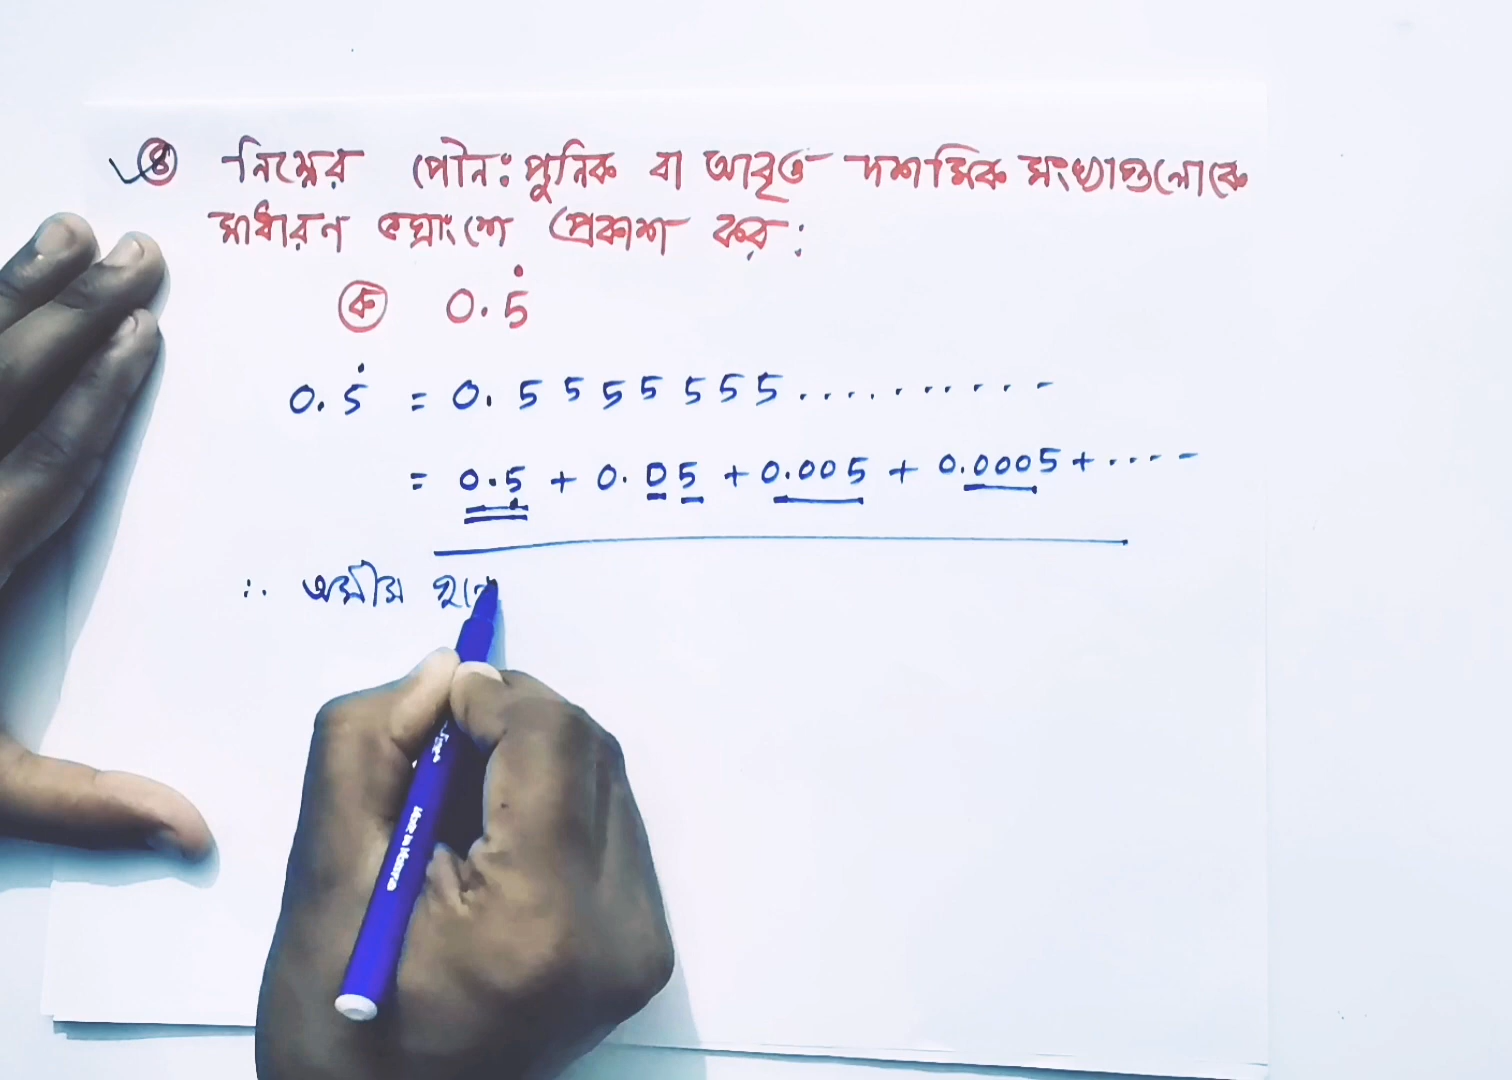 ৪ নিম্নের পৌন:পুনিক বা আবৃত্ত দশমিক সংখ্যাগুলোকে
সাধারণ ভগ্নাংশে প্রকাশ কর:
ক 0.5̇
0.5̇ = 0.5555555..........
= 0.5 + 0.05 + 0.005 + 0.0005 + ....
∴ অসীম